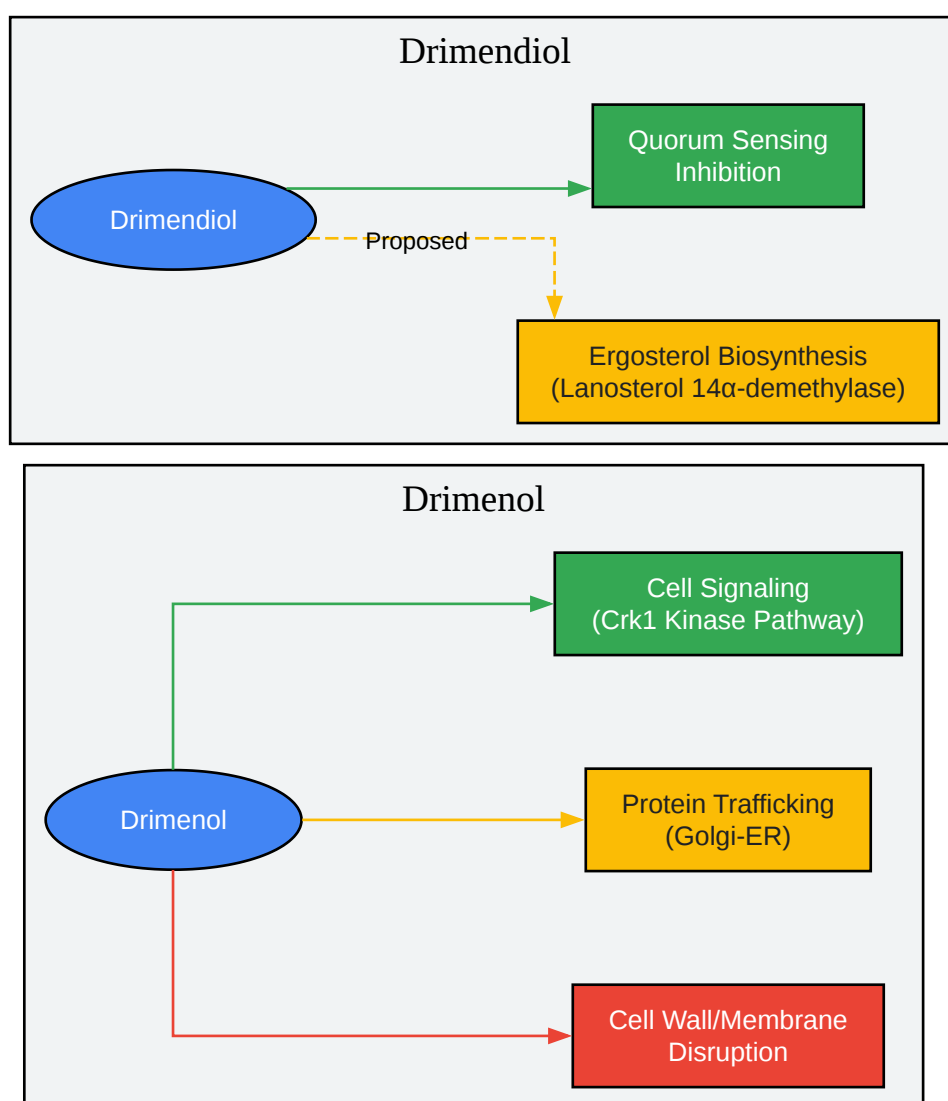 Drimendiol
Quorum Sensing
Inhibition
Drimendiol
Proposed
Ergosterol Biosynthesis
(Lanosterol 14α-demethylase)
Drimenol
Cell Signaling
(Crk1 Kinase Pathway)
Drimenol
Protein Trafficking
(Golgi-ER)
Cell Wall/Membrane
Disruption